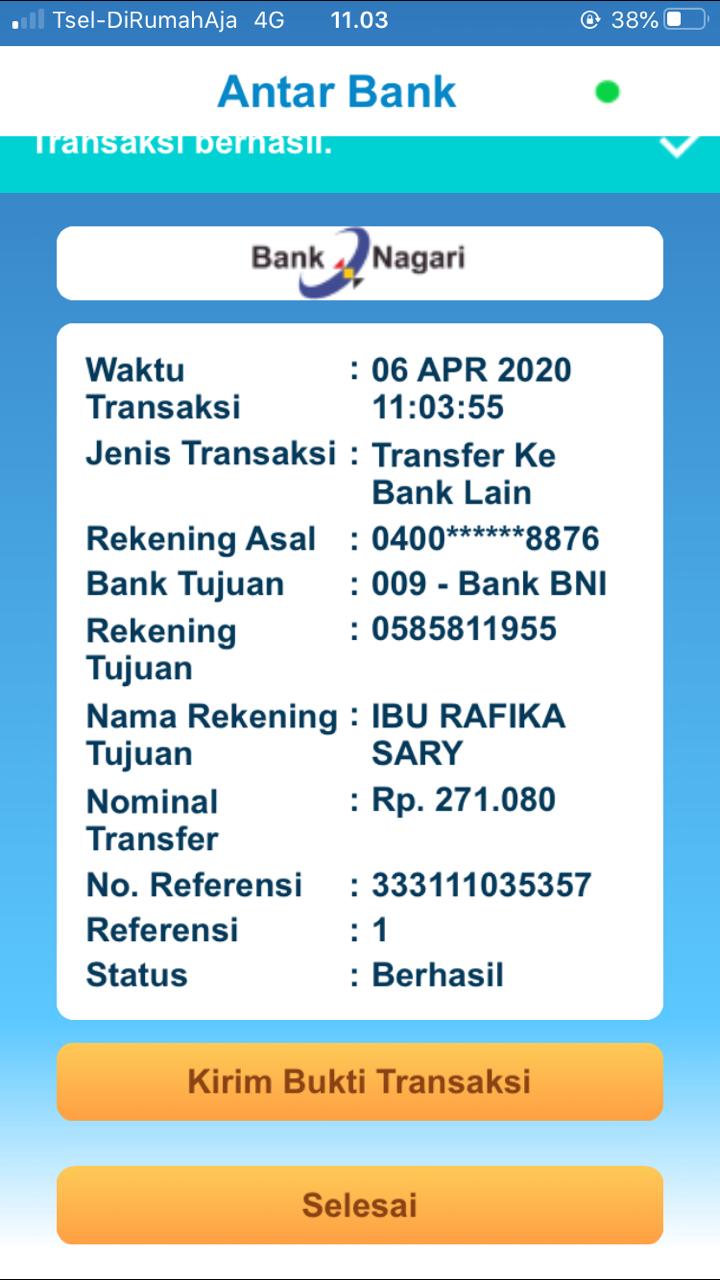 Tsel-DiRumahAja 4G 11.03 38%
Antar Bank
Transaksi berhasil.
Bank Nagari
Waktu : 06 APR 2020
Transaksi 11:03:55
Jenis Transaksi : Transfer Ke
Bank Lain
Rekening Asal : 0400******8876
Bank Tujuan : 009 - Bank BNI
Rekening : 0585811955
Tujuan
Nama Rekening : IBU RAFIKA
Tujuan SARY
Nominal : Rp. 271.080
Transfer
No. Referensi : 333111035357
Referensi : 1
Status : Berhasil
Kirim Bukti Transaksi
Selesai